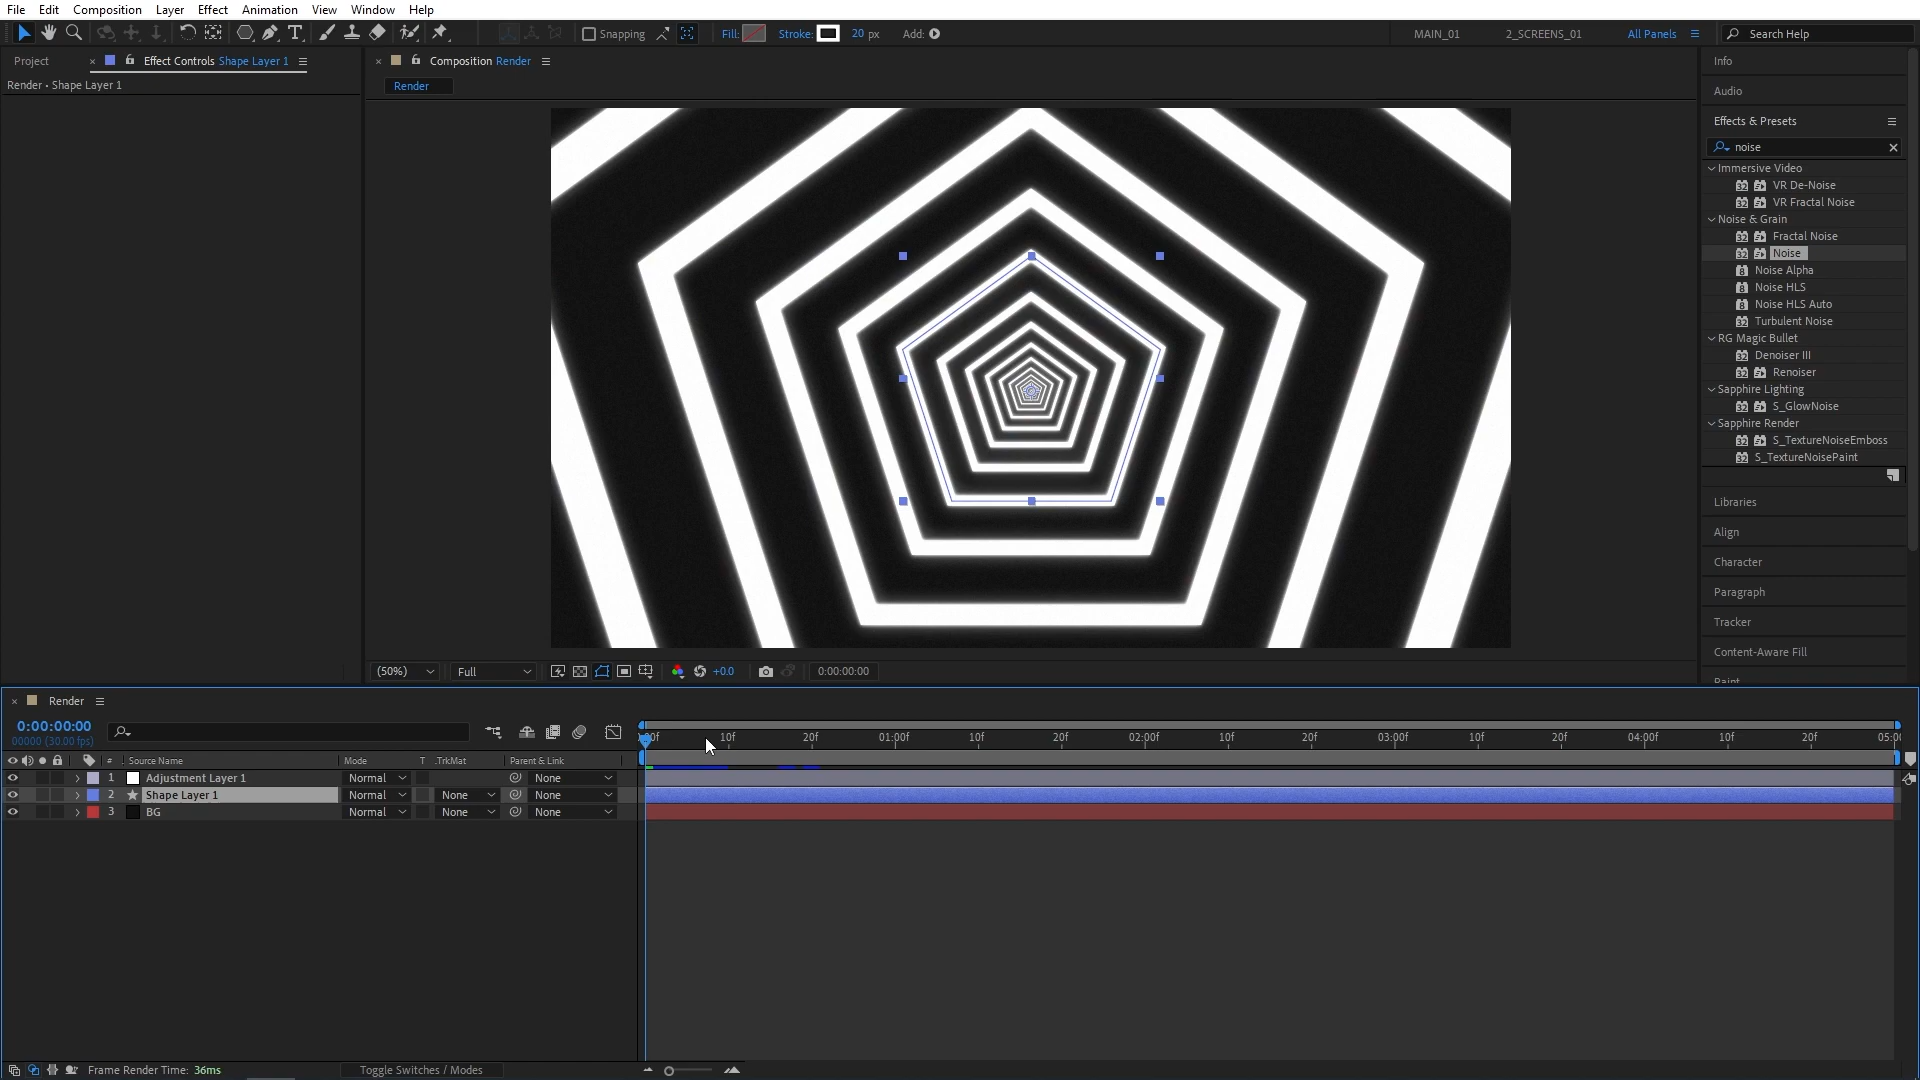 File Edit Composition Layer Effect Animation View Window Help
Snapping Fill: Stroke: 20 px Add: MAIN_01 2_SCREENS_01 All Panels Search Help
Project Effect Controls Shape Layer 1 Composition Render Info
Render • Shape Layer 1
Render
Audio
Effects & Presets
noise
Immersive Video
VR De-Noise
VR Fractal Noise
Noise & Grain
Fractal Noise
Noise
Noise Alpha
Noise HLS
Noise HLS Auto
Turbulent Noise
RG Magic Bullet
Denoiser III
Renoiser
Sapphire Lighting
S_GlowNoise
Sapphire Render
S_TextureNoiseEmboss
S_TextureNoisePaint
Libraries
Align
Character
Paragraph
Tracker
Content-Aware Fill
(50%) Full +0.0 0:00:00:00
Render
0:00:00:00
00000 (30.00 fps)
10f 20f 01:00f 10f 20f 02:00f 10f 20f 03:00f 10f 20f 04:00f 10f 20f
# Source Name Mode T .TrkMat Parent & Link
1 Adjustment Layer 1 Normal None
2 Shape Layer 1 Normal None None
3 BG Normal None None
Frame Render Time: 36ms Toggle Switches / Modes